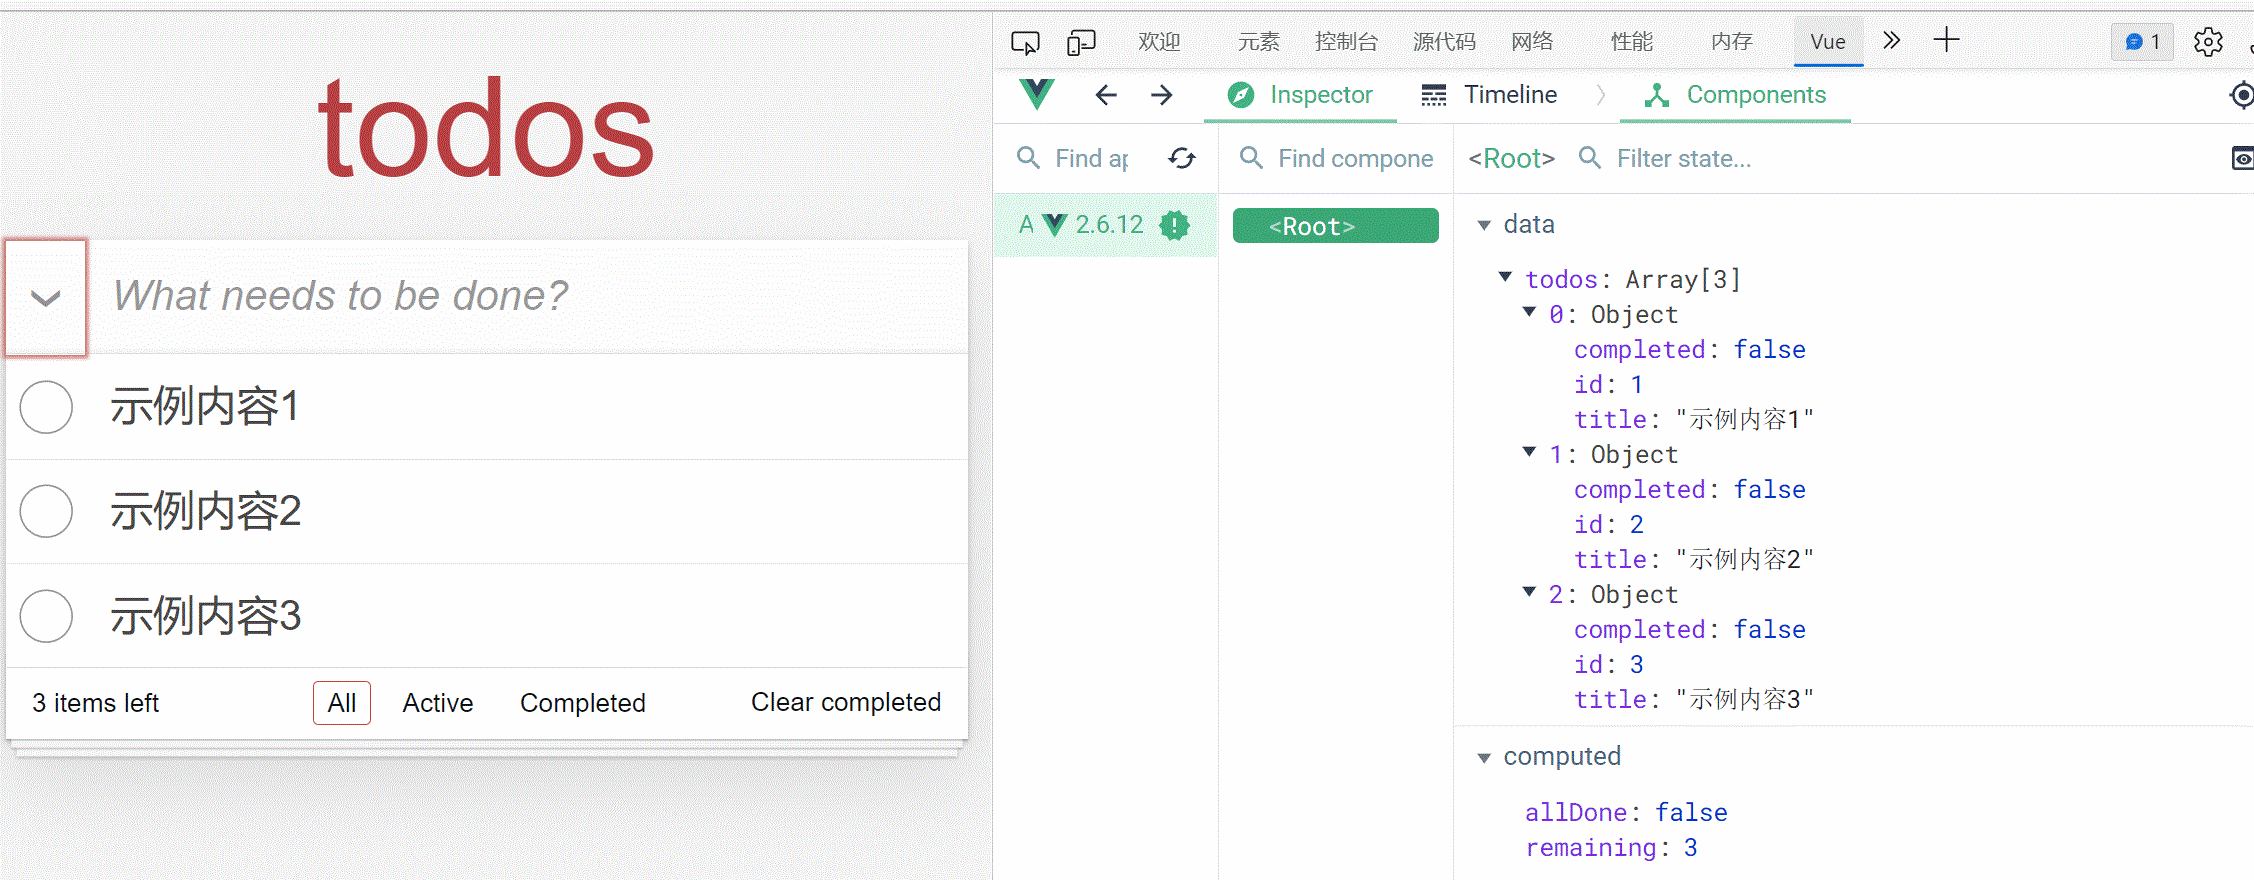 todos
What needs to be done?
示例内容1
示例内容2
示例内容3
3 items left
All
Active
Completed
Clear completed
欢迎
元素
控制台
源代码
网络
性能
内存
Vue
1
Inspector
Timeline
Components
Find ap
Find compone
<Root>
Filter state...
A
2.6.12
<Root>
data
todos: Array[3]
0: Object
completed: false
id: 1
title: "示例内容1"
1: Object
completed: false
id: 2
title: "示例内容2"
2: Object
completed: false
id: 3
title: "示例内容3"
computed
allDone: false
remaining: 3